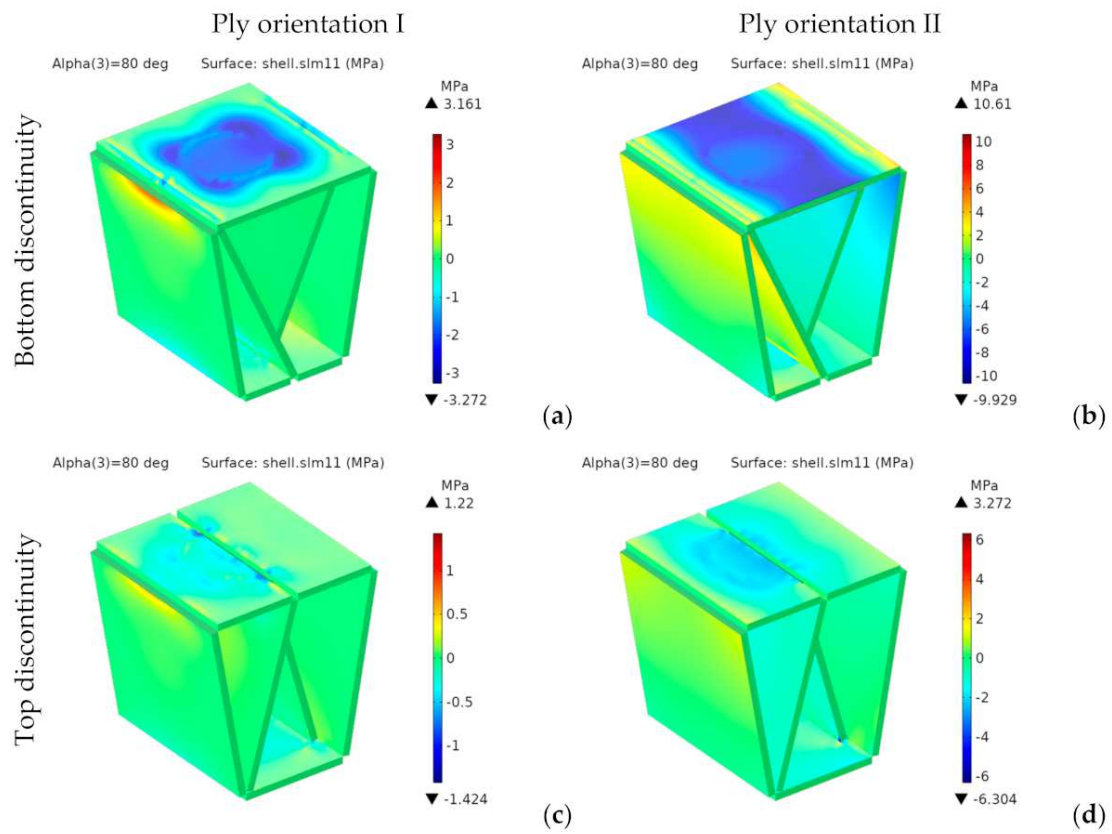 Ply orientation I
Ply orientation II
Bottom discontinuity
Alpha(3)=80 deg Surface: shell.slm11 (MPa)
MPa
▲ 3.161
3
2
1
0
-1
-2
-3
▼ -3.272
(a)
Alpha(3)=80 deg Surface: shell.slm11 (MPa)
MPa
▲ 10.61
10
8
6
4
2
0
-2
-4
-6
-8
-10
▼ -9.929
(b)
Top discontinuity
Alpha(3)=80 deg Surface: shell.slm11 (MPa)
MPa
▲ 1.22
1
0.5
0
-0.5
-1
▼ -1.424
(c)
Alpha(3)=80 deg Surface: shell.slm11 (MPa)
MPa
▲ 3.272
6
4
2
0
-2
-4
-6
▼ -6.304
(d)